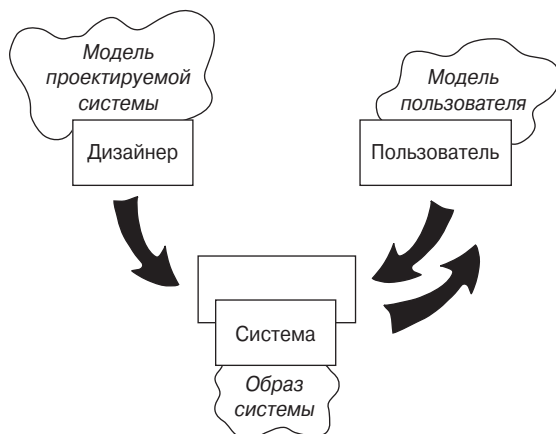 Модель
проектируемой
системы
Дизайнер
Модель
пользователя
Пользователь
Система
Образ
системы